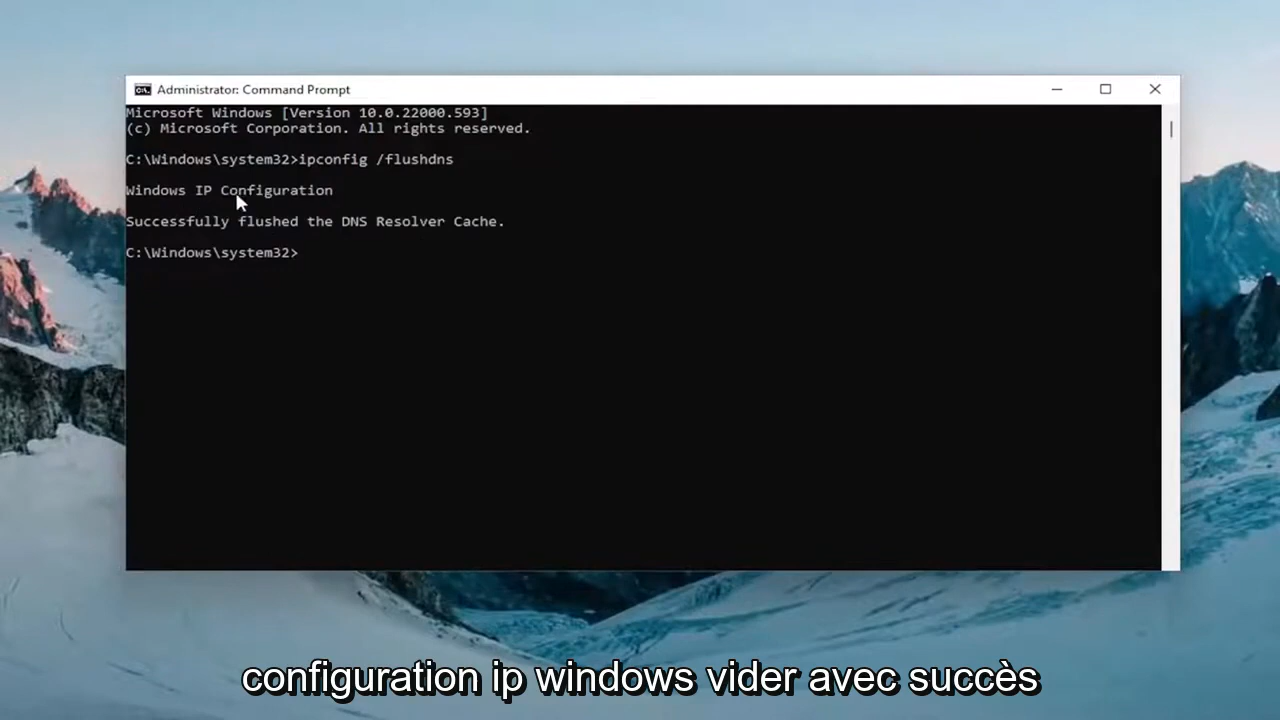 Administrator: Command Prompt
Microsoft Windows [Version 10.0.22000.593]
(c) Microsoft Corporation. All rights reserved.
C:\Windows\system32>ipconfig /flushdns
Windows IP Configuration
Successfully flushed the DNS Resolver Cache.
C:\Windows\system32>
configuration ip windows vider avec succès